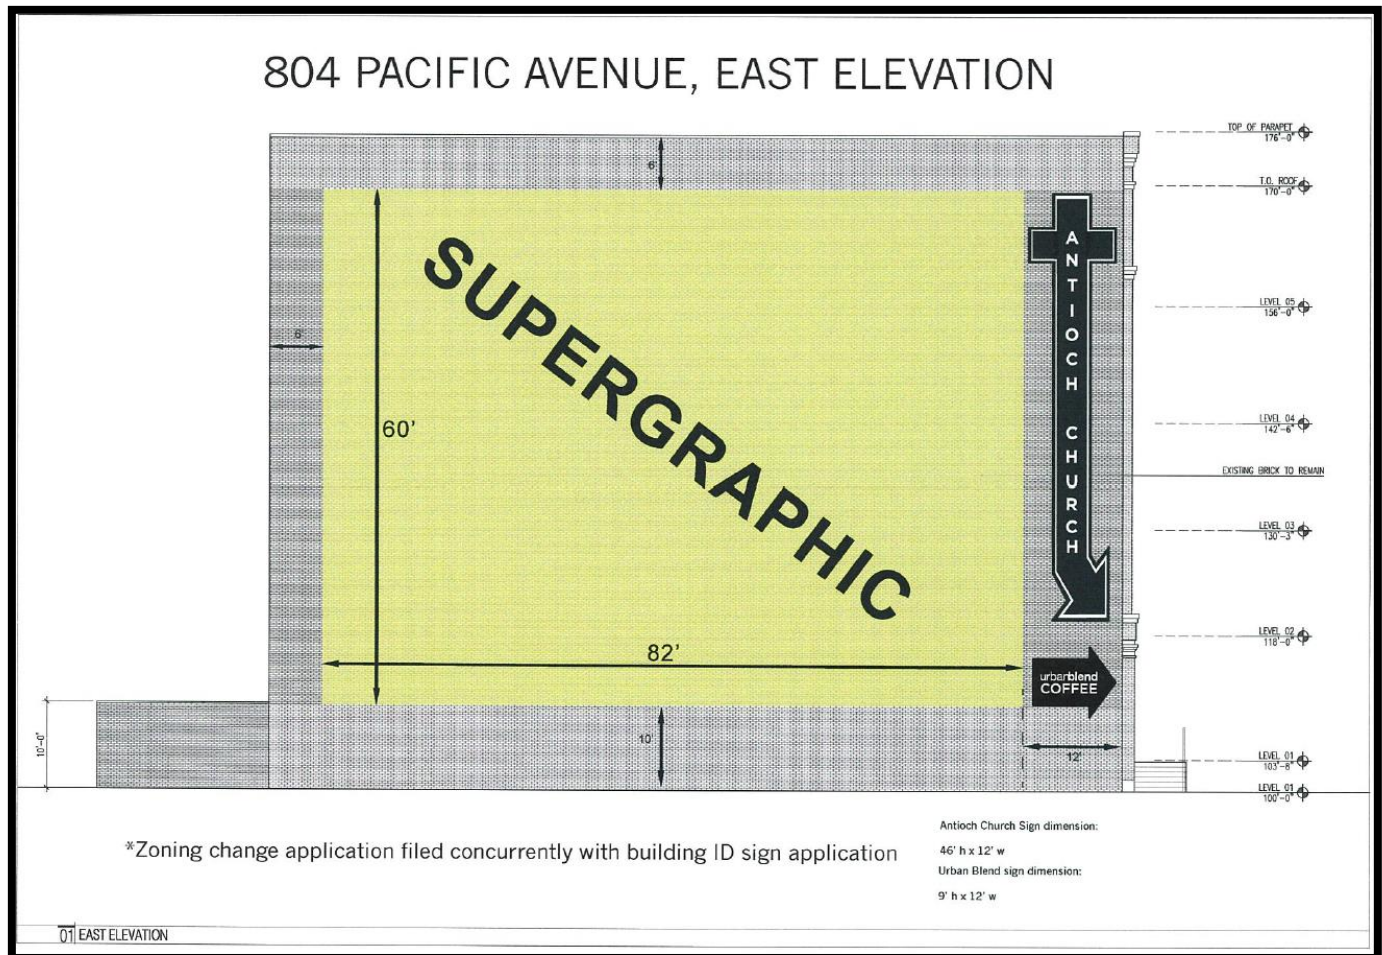 804 PACIFIC AVENUE, EAST ELEVATION
TOP OF PARAPET
176'-0"
6'
T.O. ROOF
170'-0"
ANTIOCH CHURCH
SUPERGRAPHIC
LEVEL 05
156'-0"
6'
60'
LEVEL 04
142'-6"
EXISTING BRICK TO REMAIN
LEVEL 03
130'-3"
LEVEL 02
118'-0"
82'
urbanblend
COFFEE
10'-0"
10'
12'
LEVEL 01
103'-8"
LEVEL 01
100'-0"
*Zoning change application filed concurrently with building ID sign application
Antioch Church Sign dimension:
46' h x 12' w
Urban Blend sign dimension:
9' h x 12' w
01 EAST ELEVATION